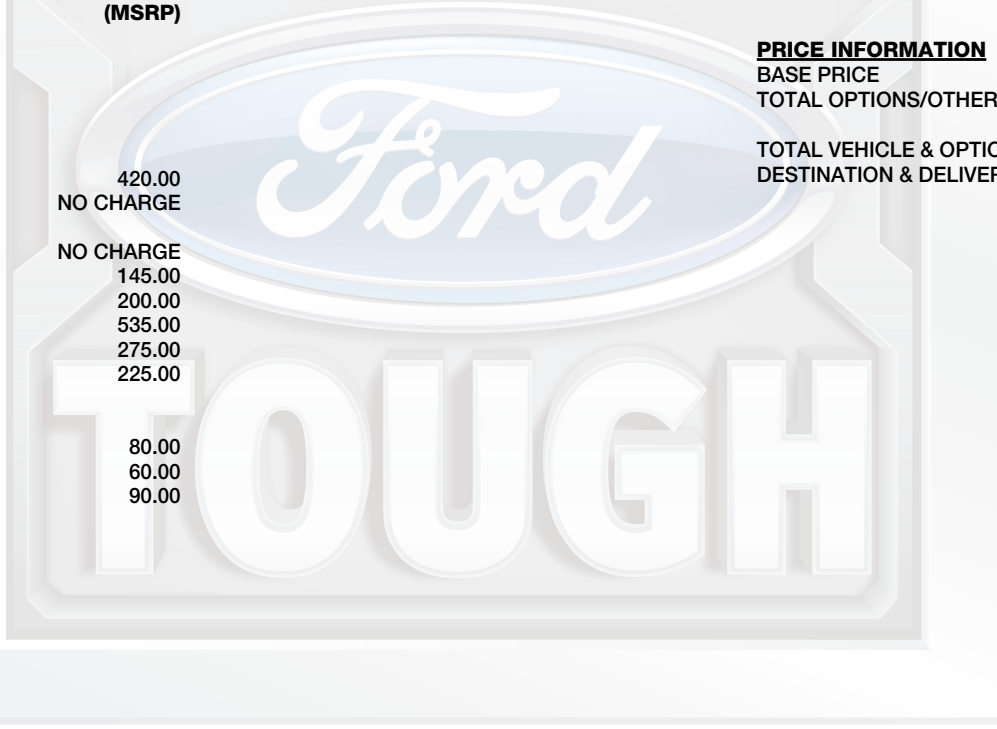 (MSRP)
420.00
NO CHARGE
NO CHARGE
145.00
200.00
535.00
275.00
225.00
80.00
60.00
90.00
PRICE INFORMATION
BASE PRICE
TOTAL OPTIONS/OTHER
TOTAL VEHICLE & OPTIO
DESTINATION & DELIVER
Ford
TOUGH